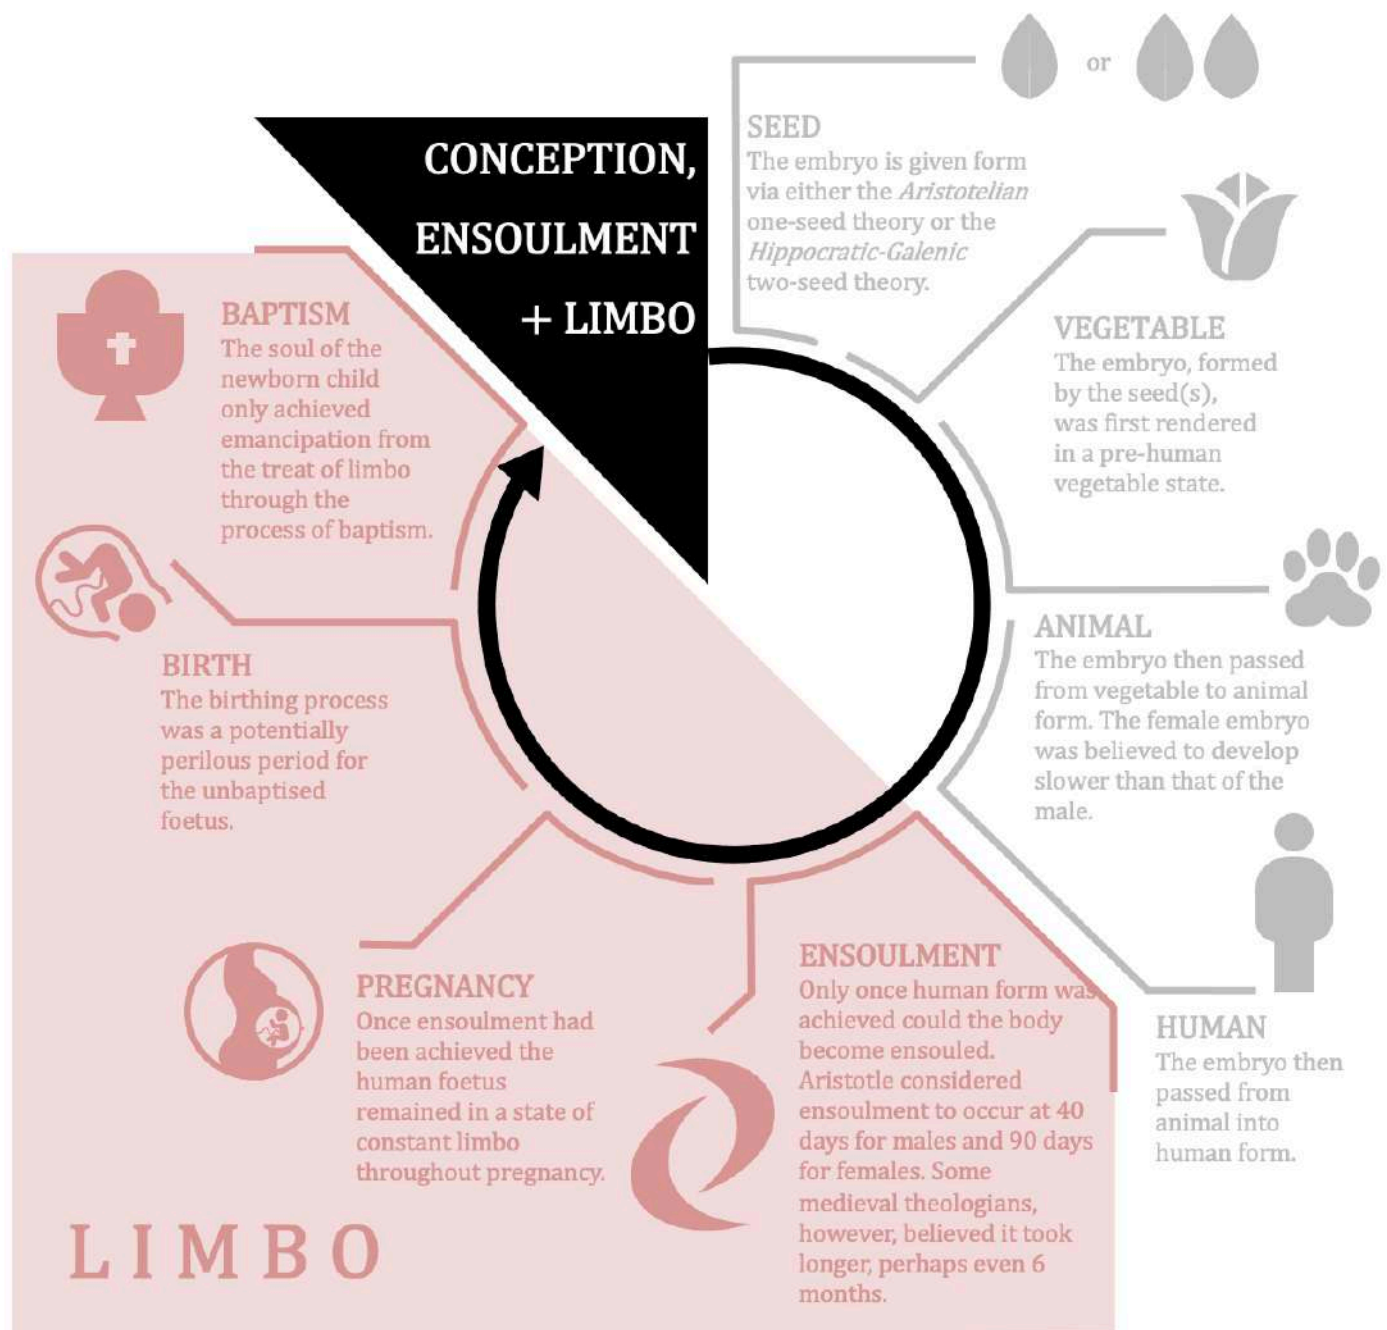 CONCEPTION,
ENSOULMENT
+ LIMBO
or
SEED
The embryo is given form
via either the Aristotelian
one-seed theory or the
Hippocratic-Galenic
two-seed theory.
VEGETABLE
The embryo, formed
by the seed(s),
was first rendered
in a pre-human
vegetable state.
ANIMAL
The embryo then passed
from vegetable to animal
form. The female embryo
was believed to develop
slower than that of the
male.
HUMAN
The embryo then
passed from
animal into
human form.
ENSOULMENT
Only once human form was
achieved could the body
become ensouled.
Aristotle considered
ensoulment to occur at 40
days for males and 90 days
for females. Some
medieval theologians,
however, believed it took
longer, perhaps even 6
months.
PREGNANCY
Once ensoulment had
been achieved the
human foetus
remained in a state of
constant limbo
throughout pregnancy.
BIRTH
The birthing process
was a potentially
perilous period for
the unbaptised
foetus.
BAPTISM
The soul of the
newborn child
only achieved
emancipation from
the treat of limbo
through the
process of baptism.
LIMBO